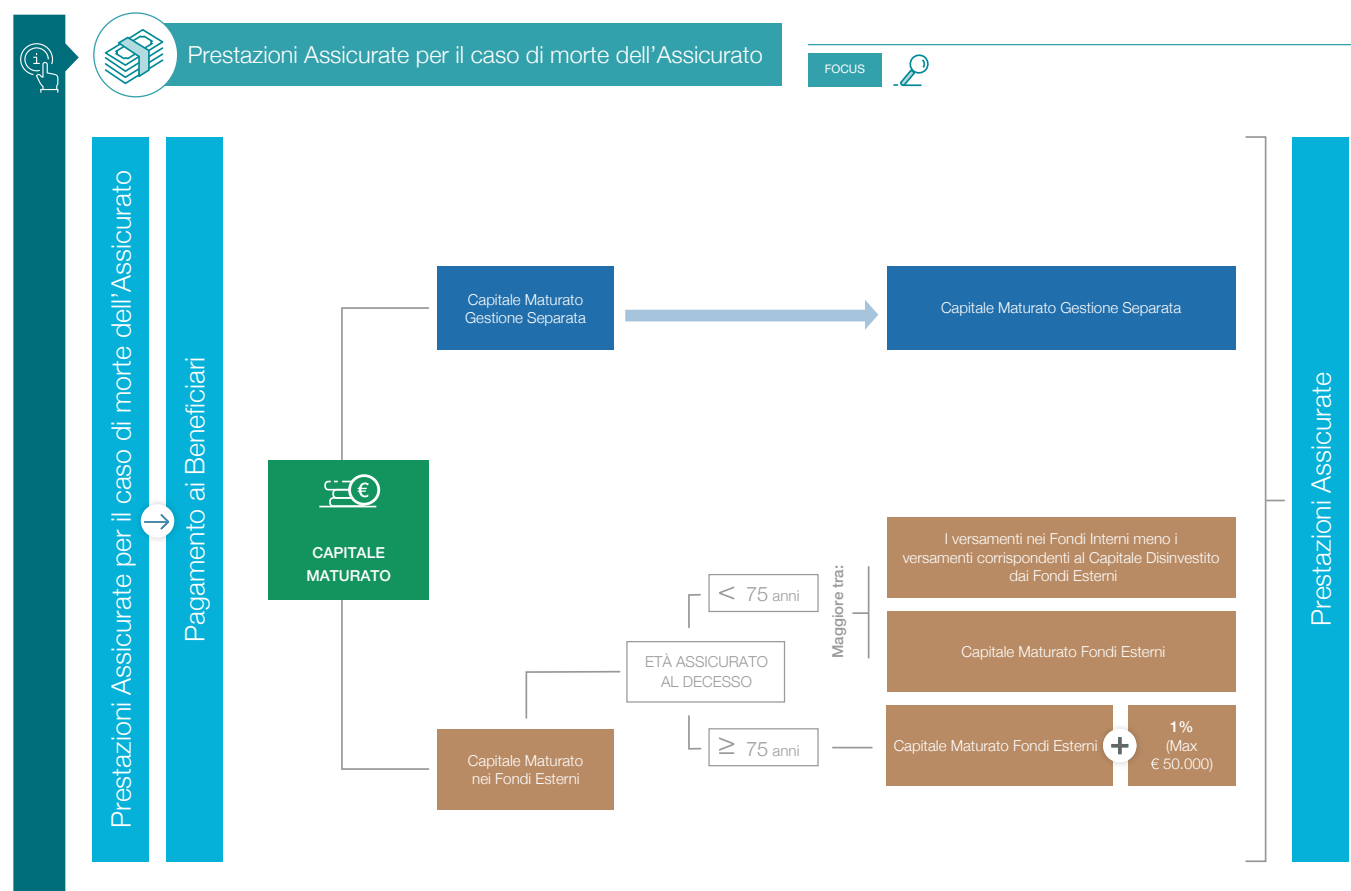 Prestazioni Assicurate per il caso di morte dell'Assicurato
FOCUS
Prestazioni Assicurate per il caso di morte dell'Assicurato
Pagamento ai Beneficiari
€
CAPITALE
MATURATO
Capitale Maturato
Gestione Separata
Capitale Maturato Gestione Separata
Capitale Maturato
nei Fondi Esterni
ETÀ ASSICURATO
AL DECESSO
< 75 anni
Maggiore tra:
I versamenti nei Fondi Interni meno i
versamenti corrispondenti al Capitale Disinvestito
dai Fondi Esterni
Capitale Maturato Fondi Esterni
≥ 75 anni
Capitale Maturato Fondi Esterni
+
1%
(Max
€ 50.000)
Prestazioni Assicurate